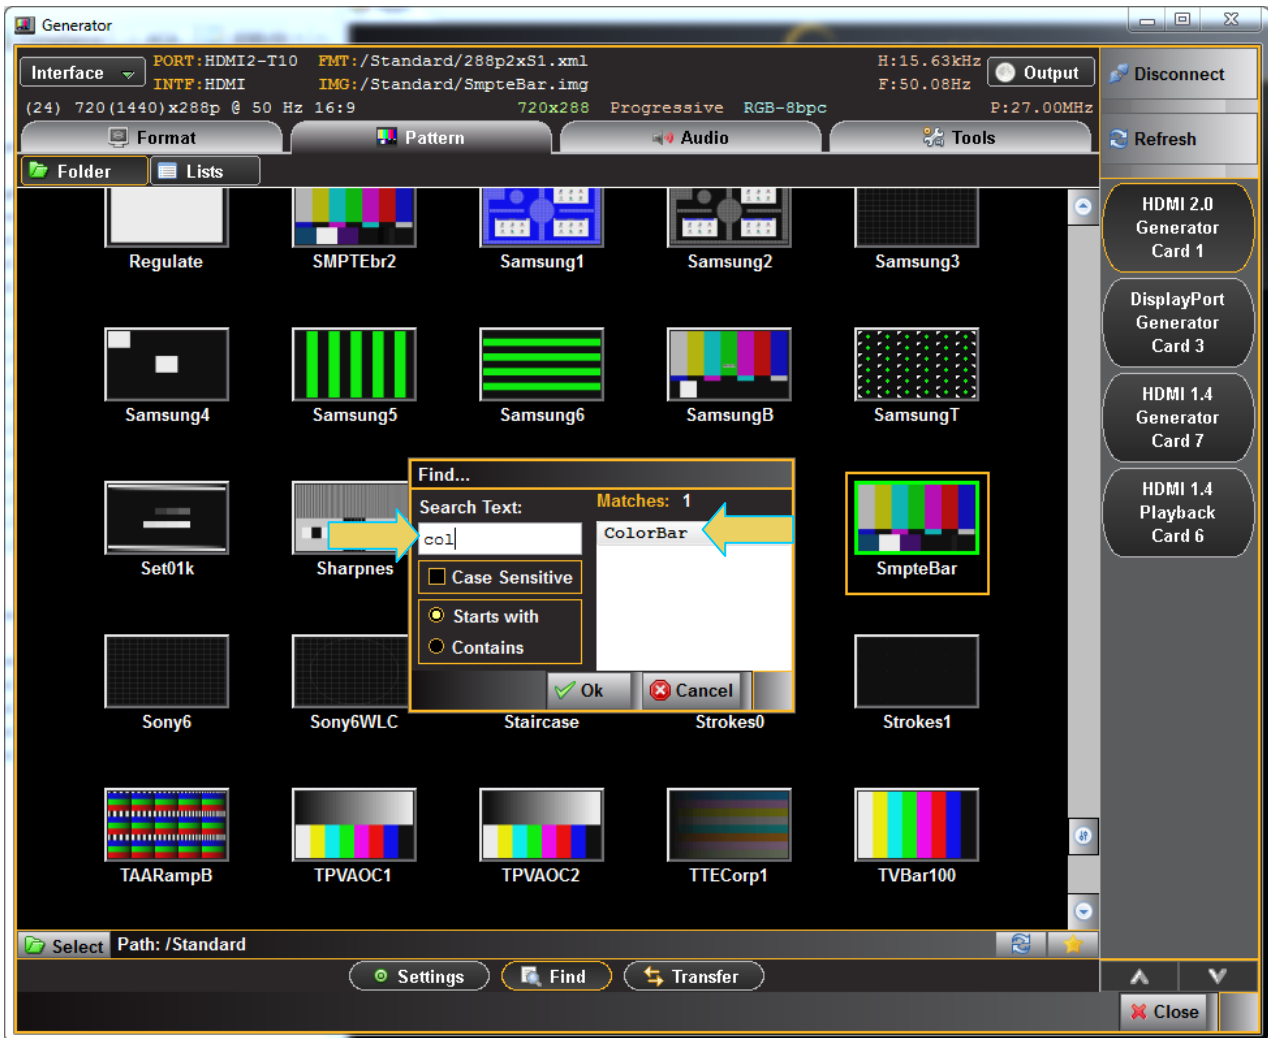 Generator
Interface
PORT:HDMI2-T10 FMT:/Standard/288p2xS1.xml
INTF:HDMI IMG:/Standard/SmpteBar.img
H:15.63kHz
F:50.08Hz
Output
(24) 720(1440)x288p @ 50 Hz 16:9 720x288 Progressive RGB-8bpc P:27.00MHz
Disconnect
Refresh
Format Pattern Audio Tools
Folder Lists
Regulate SMPTEbr2 Samsung1 Samsung2 Samsung3
Samsung4 Samsung5 Samsung6 SamsungB SamsungT
Set01k Sharpnes SmpteBar
Find...
Search Text:
Matches: 1
col
ColorBar
Case Sensitive
Starts with
Contains
Ok Cancel
Sony6 Sony6WLC Staircase Strokes0 Strokes1
TAARampB TPVAOC1 TPVAOC2 TTECorp1 TVBar100
HDMI 2.0
Generator
Card 1
DisplayPort
Generator
Card 3
HDMI 1.4
Generator
Card 7
HDMI 1.4
Playback
Card 6
Select Path: /Standard
Settings Find Transfer
Close